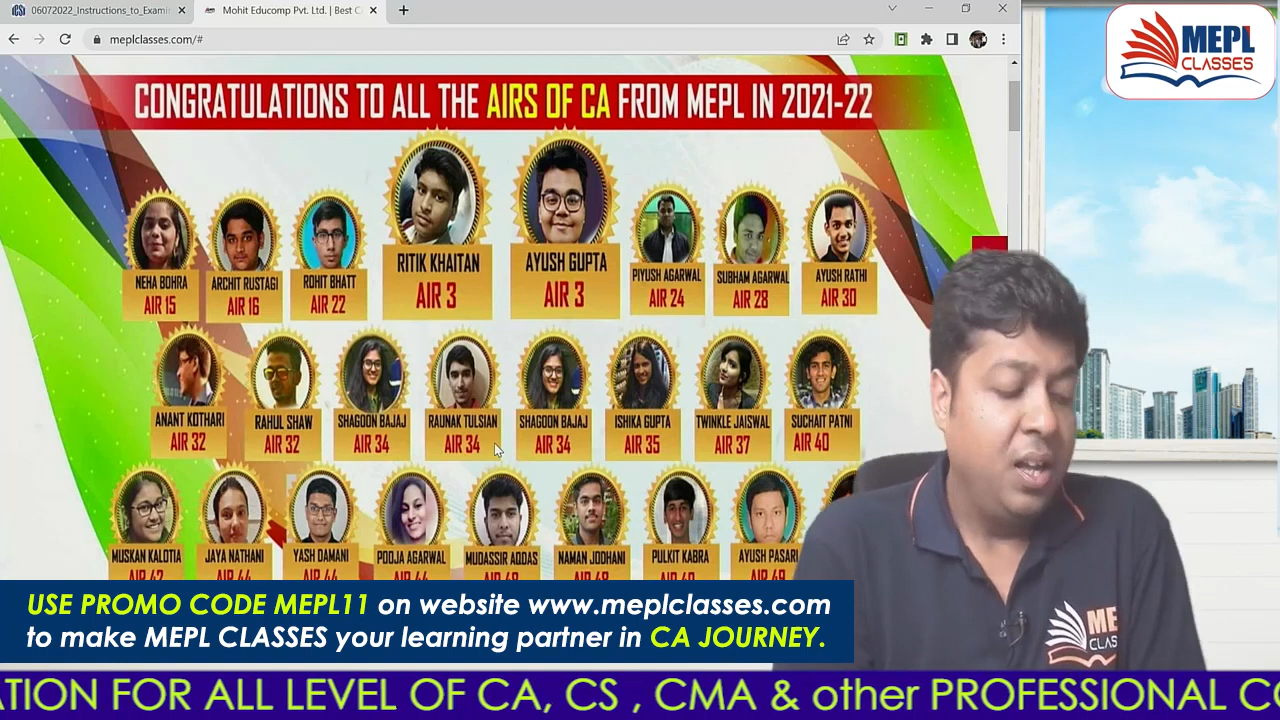 06072022_Instructions_to_Exami
Mohit Educomp Pvt. Ltd. | Best C
meplclasses.com/#
MEPL
CLASSES
CONGRATULATIONS TO ALL THE AIRS OF CA FROM MEPL IN 2021-22
NEHA BOHRA
AIR 15
ARCHIT RUSTAGI
AIR 16
ROHIT BHATT
AIR 22
RITIK KHAITAN
AIR 3
AYUSH GUPTA
AIR 3
PIYUSH AGARWAL
AIR 24
SUBHAM AGARWAL
AIR 28
AYUSH RATHI
AIR 30
ANANT KOTHARI
AIR 32
RAHUL SHAW
AIR 32
SHAGOON BAJAJ
AIR 34
RAUNAK TULSIAN
AIR 34
SHAGOON BAJAJ
AIR 34
ISHIKA GUPTA
AIR 35
TWINKLE JAISWAL
AIR 37
SUCHAIT PATNI
AIR 40
MUSKAN KALOTIA
JAYA NATHANI
YASH DAMANI
POOJA AGARWAL
MUDASSIR AQDAS
NAMAN JODHANI
PULKIT KABRA
AYUSH PASARI
ME
CLAS
USE PROMO CODE MEPL11 on website www.meplclasses.com
to make MEPL CLASSES your learning partner in CA JOURNEY.
ATION FOR ALL LEVEL OF CA, CS , CMA & other PROFESSIONAL CO